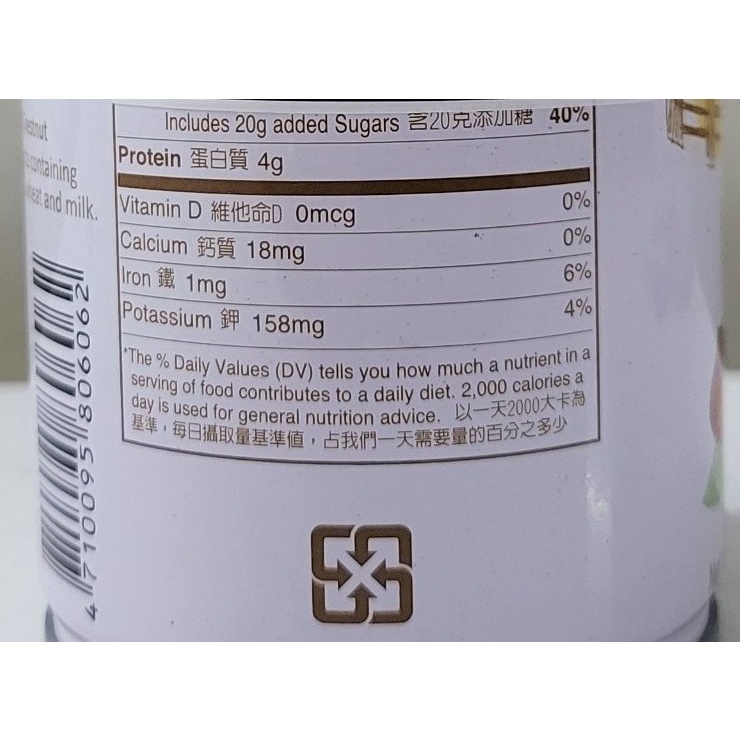 Includes 20g added Sugars 含20克添加糖 40%
Protein 蛋白質 4g
Vitamin D 維他命D 0mcg 0%
Calcium 鈣質 18mg 0%
Iron 鐵 1mg 6%
Potassium 鉀 158mg 4%
*The % Daily Values (DV) tells you how much a nutrient in a
serving of food contributes to a daily diet. 2,000 calories a
day is used for general nutrition advice. 以一天2000大卡為
基準，每日攝取量基準值，占我們一天需要量的百分之多少
and milk.
4 710095 806062